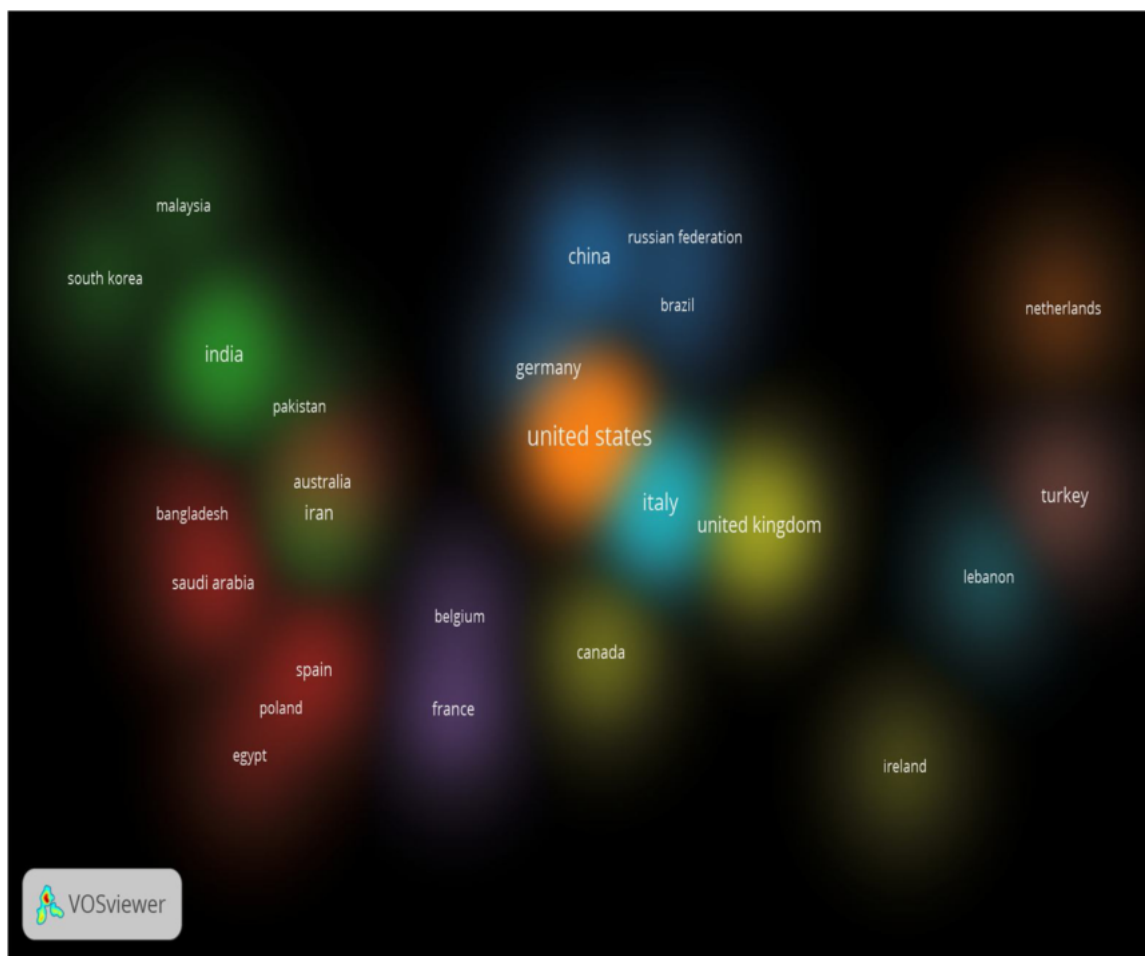 malaysia
russian federation
china
south korea
brazil
netherlands
india
germany
pakistan
united states
australia
turkey
italy
iran
bangladesh
united kingdom
lebanon
saudi arabia
belgium
canada
spain
poland
france
egypt
ireland
VOSviewer